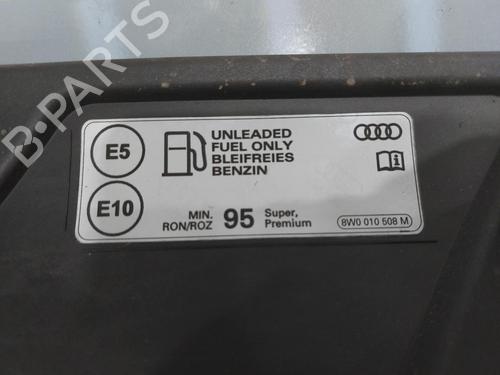 B-PARTS
E5
UNLEADED
FUEL ONLY
BLEIFREIES
BENZIN
E10
MIN.
RON/ROZ
95
Super,
Premium
8W0 010 508 M